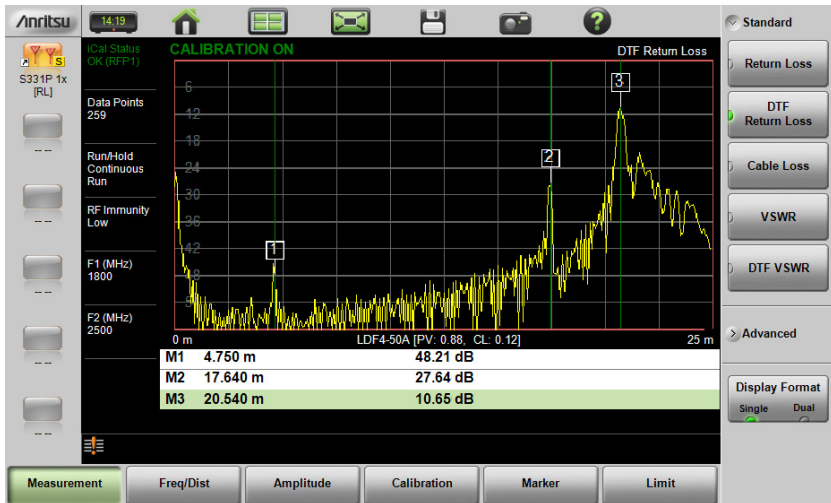 Anritsu
14:19
?
Standard
S331P 1x
[RL]
-- --
-- --
-- --
-- --
-- --
iCal Status
OK (RFP1)
Data Points
259
Run/Hold
Continuous
Run
RF Immunity
Low
F1 (MHz)
1800
F2 (MHz)
2500
CALIBRATION ON
DTF Return Loss
6
12
18
24
30
36
42
48
1
2
3
0 m
LDF4-50A [PV: 0.88, CL: 0.12]
25 m
M1 4.750 m 48.21 dB
M2 17.640 m 27.64 dB
M3 20.540 m 10.65 dB
Return Loss
DTF
Return Loss
Cable Loss
VSWR
DTF VSWR
Advanced
Display Format
Single Dual
Measurement
Freq/Dist
Amplitude
Calibration
Marker
Limit